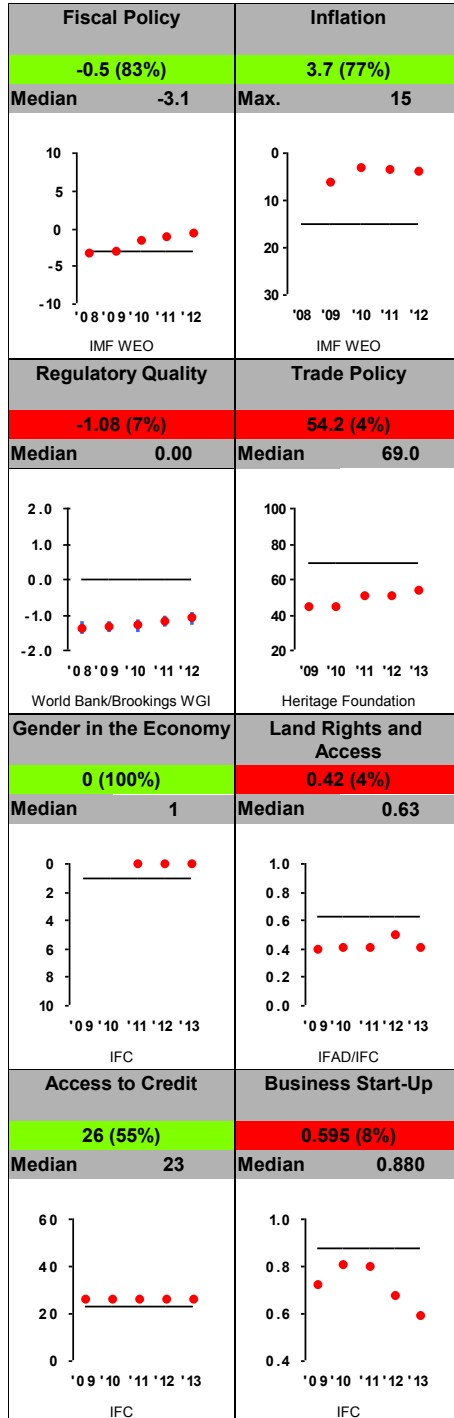 Fiscal Policy
-0.5 (83%)
Median -3.1
10
5
0
-5
-10
'08 '09 '10 '11 '12
IMF WEO
Inflation
3.7 (77%)
Max. 15
0
10
20
30
'08 '09 '10 '11 '12
IMF WEO
Regulatory Quality
-1.08 (7%)
Median 0.00
2.0
1.0
0.0
-1.0
-2.0
'08 '09 '10 '11 '12
World Bank/Brookings WGI
Trade Policy
54.2 (4%)
Median 69.0
100
80
60
40
20
'09 '10 '11 '12 '13
Heritage Foundation
Gender in the Economy
0 (100%)
Median 1
0
2
4
6
8
10
'09 '10 '11 '12 '13
IFC
Land Rights and
Access
0.42 (4%)
Median 0.63
1.0
0.8
0.6
0.4
0.2
0.0
'09 '10 '11 '12 '13
IFAD/IFC
Access to Credit
26 (55%)
Median 23
60
40
20
0
'09 '10 '11 '12 '13
IFC
Business Start-Up
0.595 (8%)
Median 0.880
1.0
0.8
0.6
0.4
'09 '10 '11 '12 '13
IFC